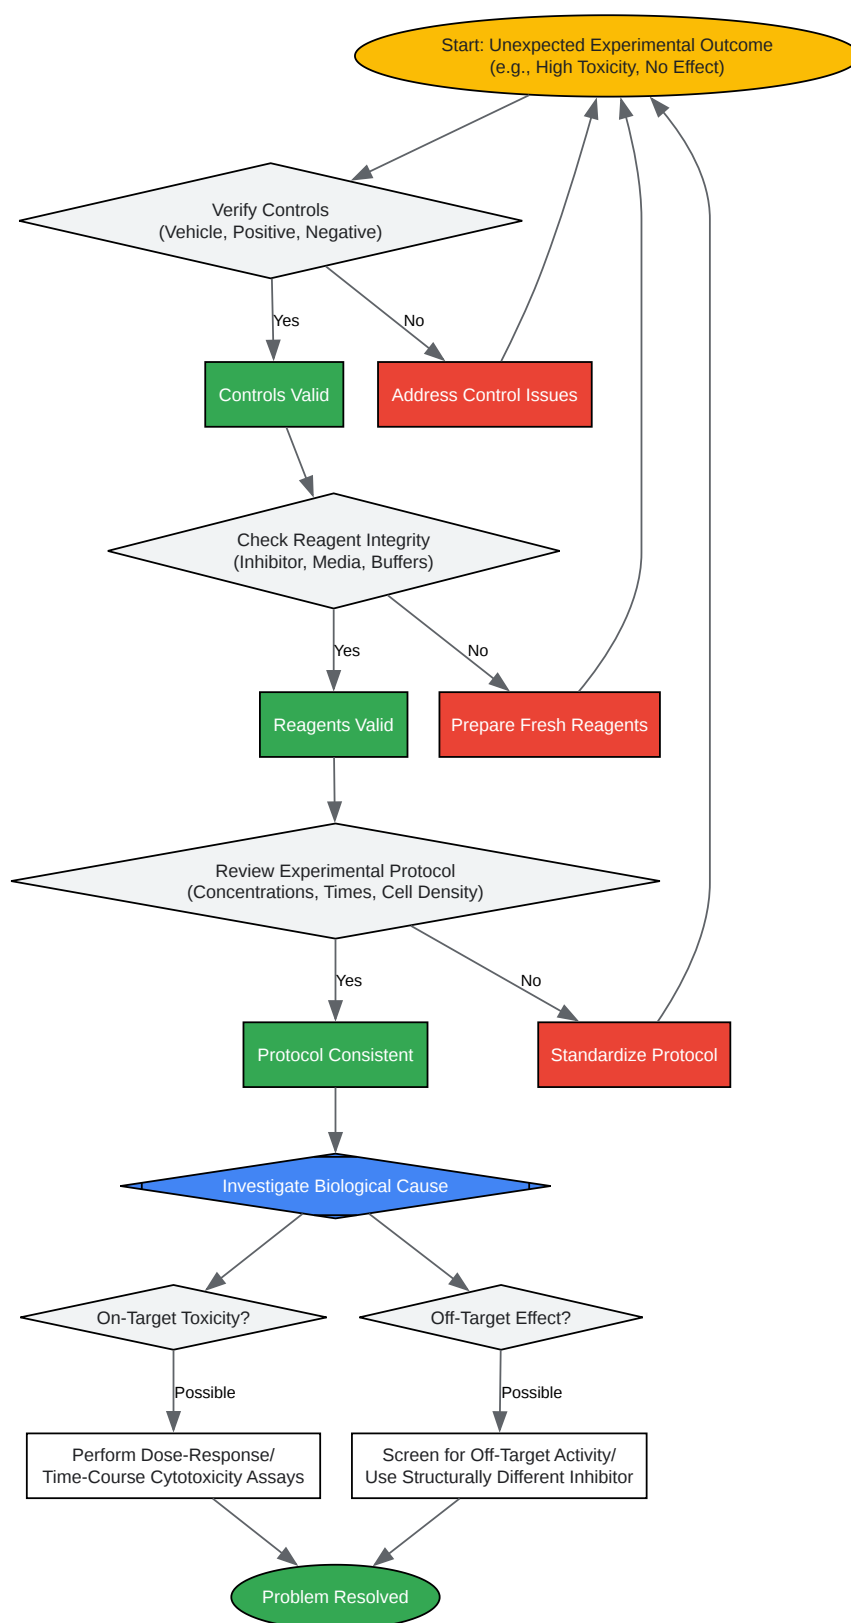 Start: Unexpected Experimental Outcome
(e.g., High Toxicity, No Effect)
Verify Controls
(Vehicle, Positive, Negative)
Yes
No
Controls Valid
Address Control Issues
Check Reagent Integrity
(Inhibitor, Media, Buffers)
Yes
No
Reagents Valid
Prepare Fresh Reagents
Review Experimental Protocol
(Concentrations, Times, Cell Density)
Yes
No
Protocol Consistent
Standardize Protocol
Investigate Biological Cause
On-Target Toxicity?
Off-Target Effect?
Possible
Possible
Perform Dose-Response/
Time-Course Cytotoxicity Assays
Screen for Off-Target Activity/
Use Structurally Different Inhibitor
Problem Resolved